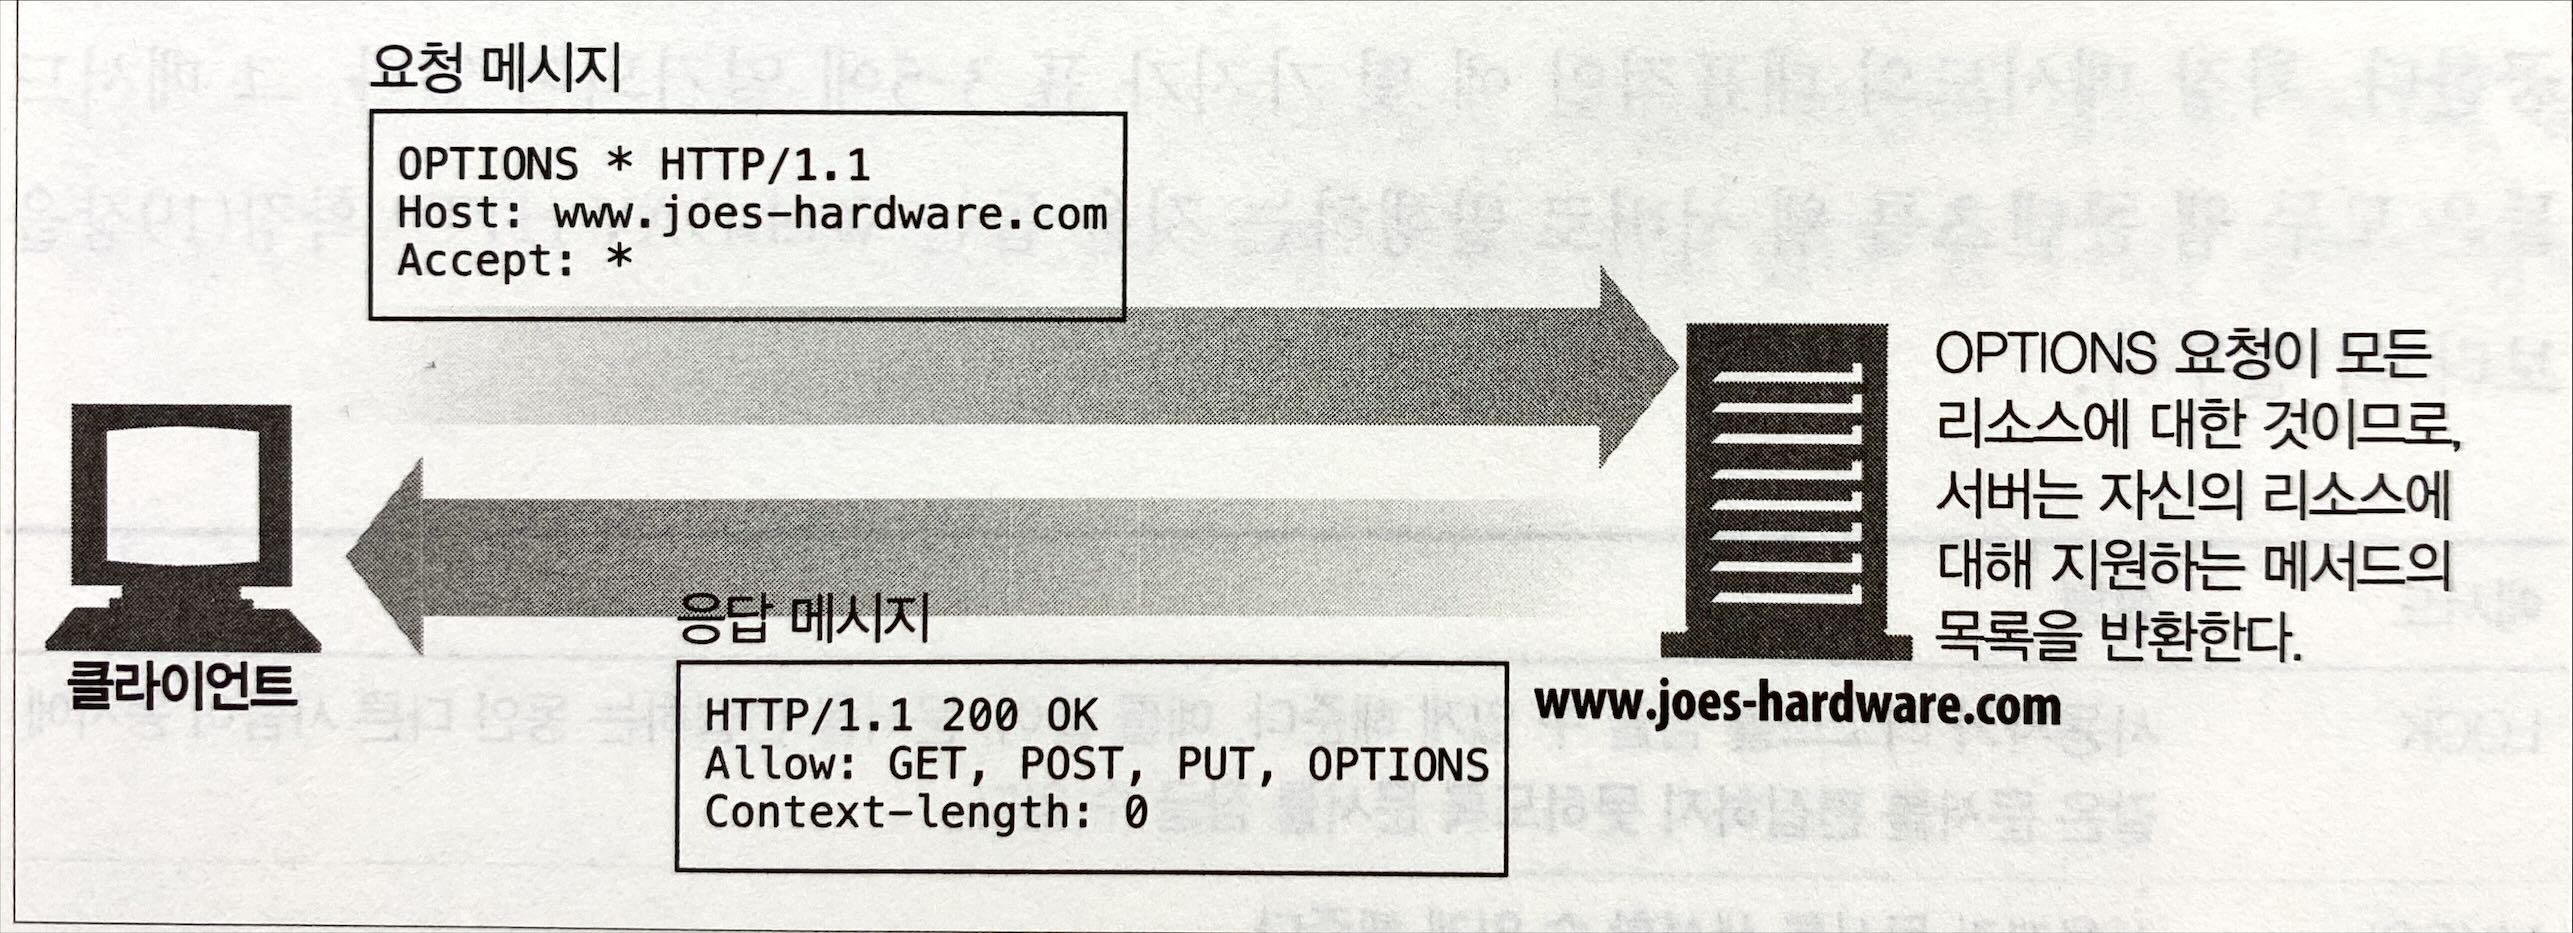 요청 메시지
OPTIONS * HTTP/1.1
Host: www.joes-hardware.com
Accept: *
OPTIONS 요청이 모든
리소스에 대한 것이므로,
서버는 자신의 리소스에
대해 지원하는 메서드의
목록을 반환한다.
클라이언트
www.joes-hardware.com
응답 메시지
HTTP/1.1 200 OK
Allow: GET, POST, PUT, OPTIONS
Context-length: 0